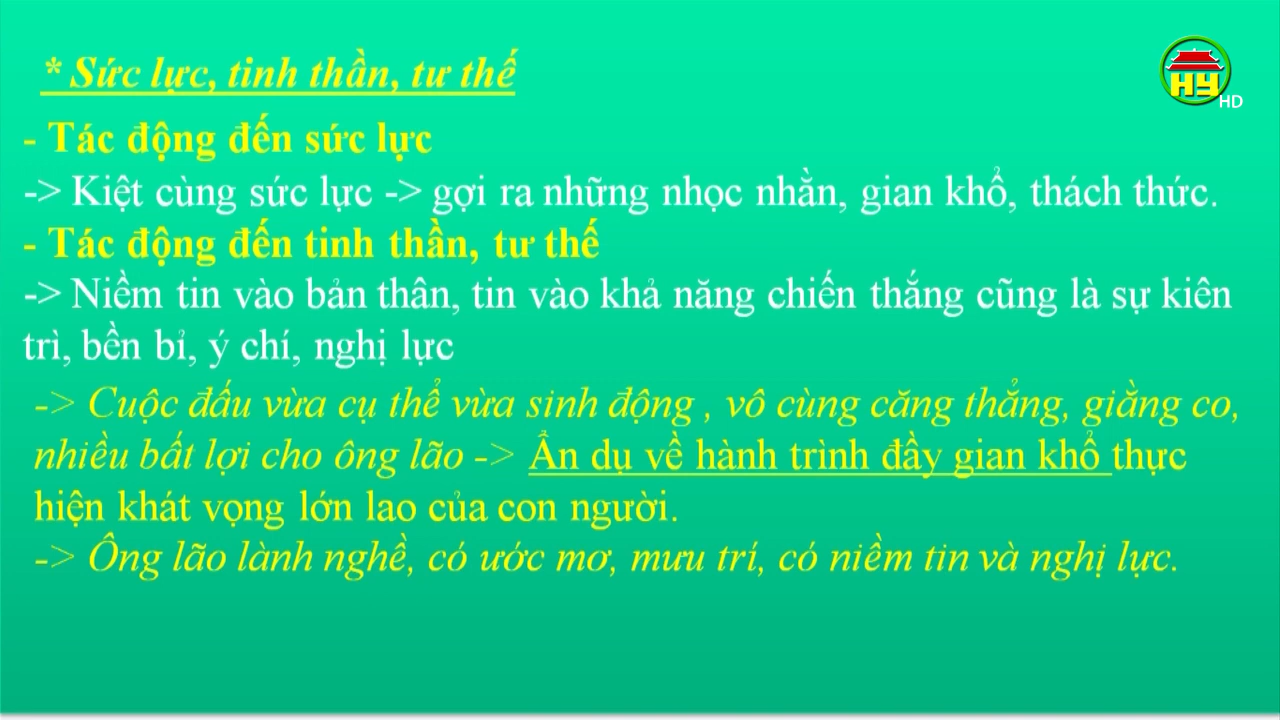 * Sức lực, tinh thần, tư thế
HY
HD
- Tác động đến sức lực
-> Kiệt cùng sức lực -> gợi ra những nhọc nhằn, gian khổ, thách thức.
- Tác động đến tinh thần, tư thế
-> Niềm tin vào bản thân, tin vào khả năng chiến thắng cũng là sự kiên
trì, bền bỉ, ý chí, nghị lực
-> Cuộc đấu vừa cụ thể vừa sinh động , vô cùng căng thẳng, giằng co,
nhiều bất lợi cho ông lão -> Ẩn dụ về hành trình đầy gian khổ thực
hiện khát vọng lớn lao của con người.
-> Ông lão lành nghề, có ước mơ, mưu trí, có niềm tin và nghị lực.